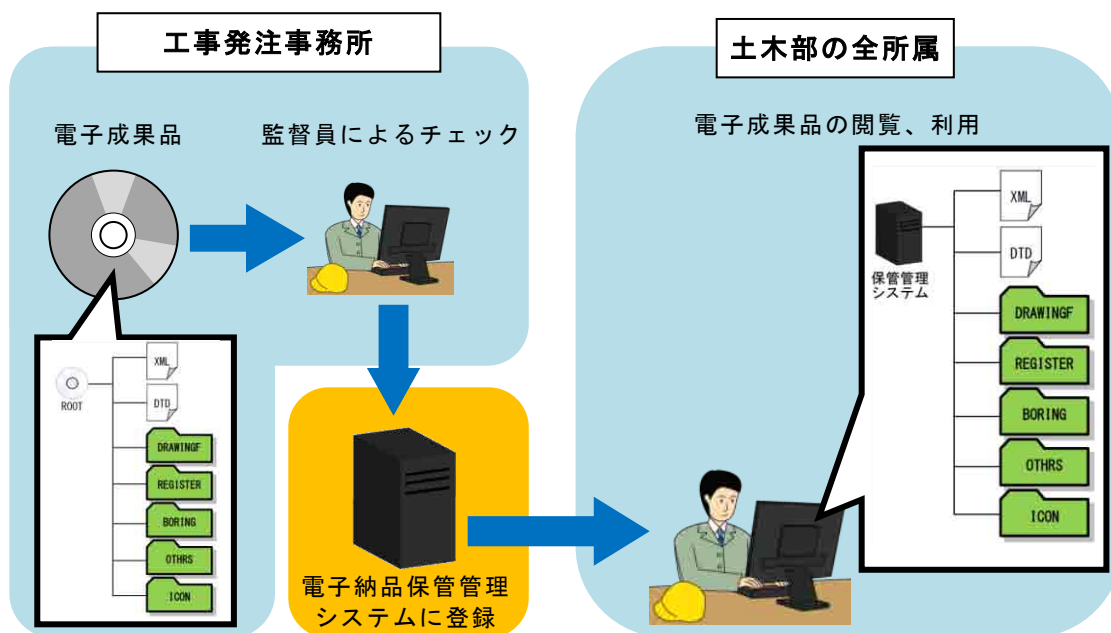 工事発注事務所
電子成果品
監督員によるチェック
ROOT
XML
DTD
DRAWINGF
REGISTER
BORING
OTHRS
ICON
電子納品保管管理
システムに登録
土木部の全所属
電子成果品の閲覧、利用
保管管理
システム
XML
DTD
DRAWINGF
REGISTER
BORING
OTHRS
ICON